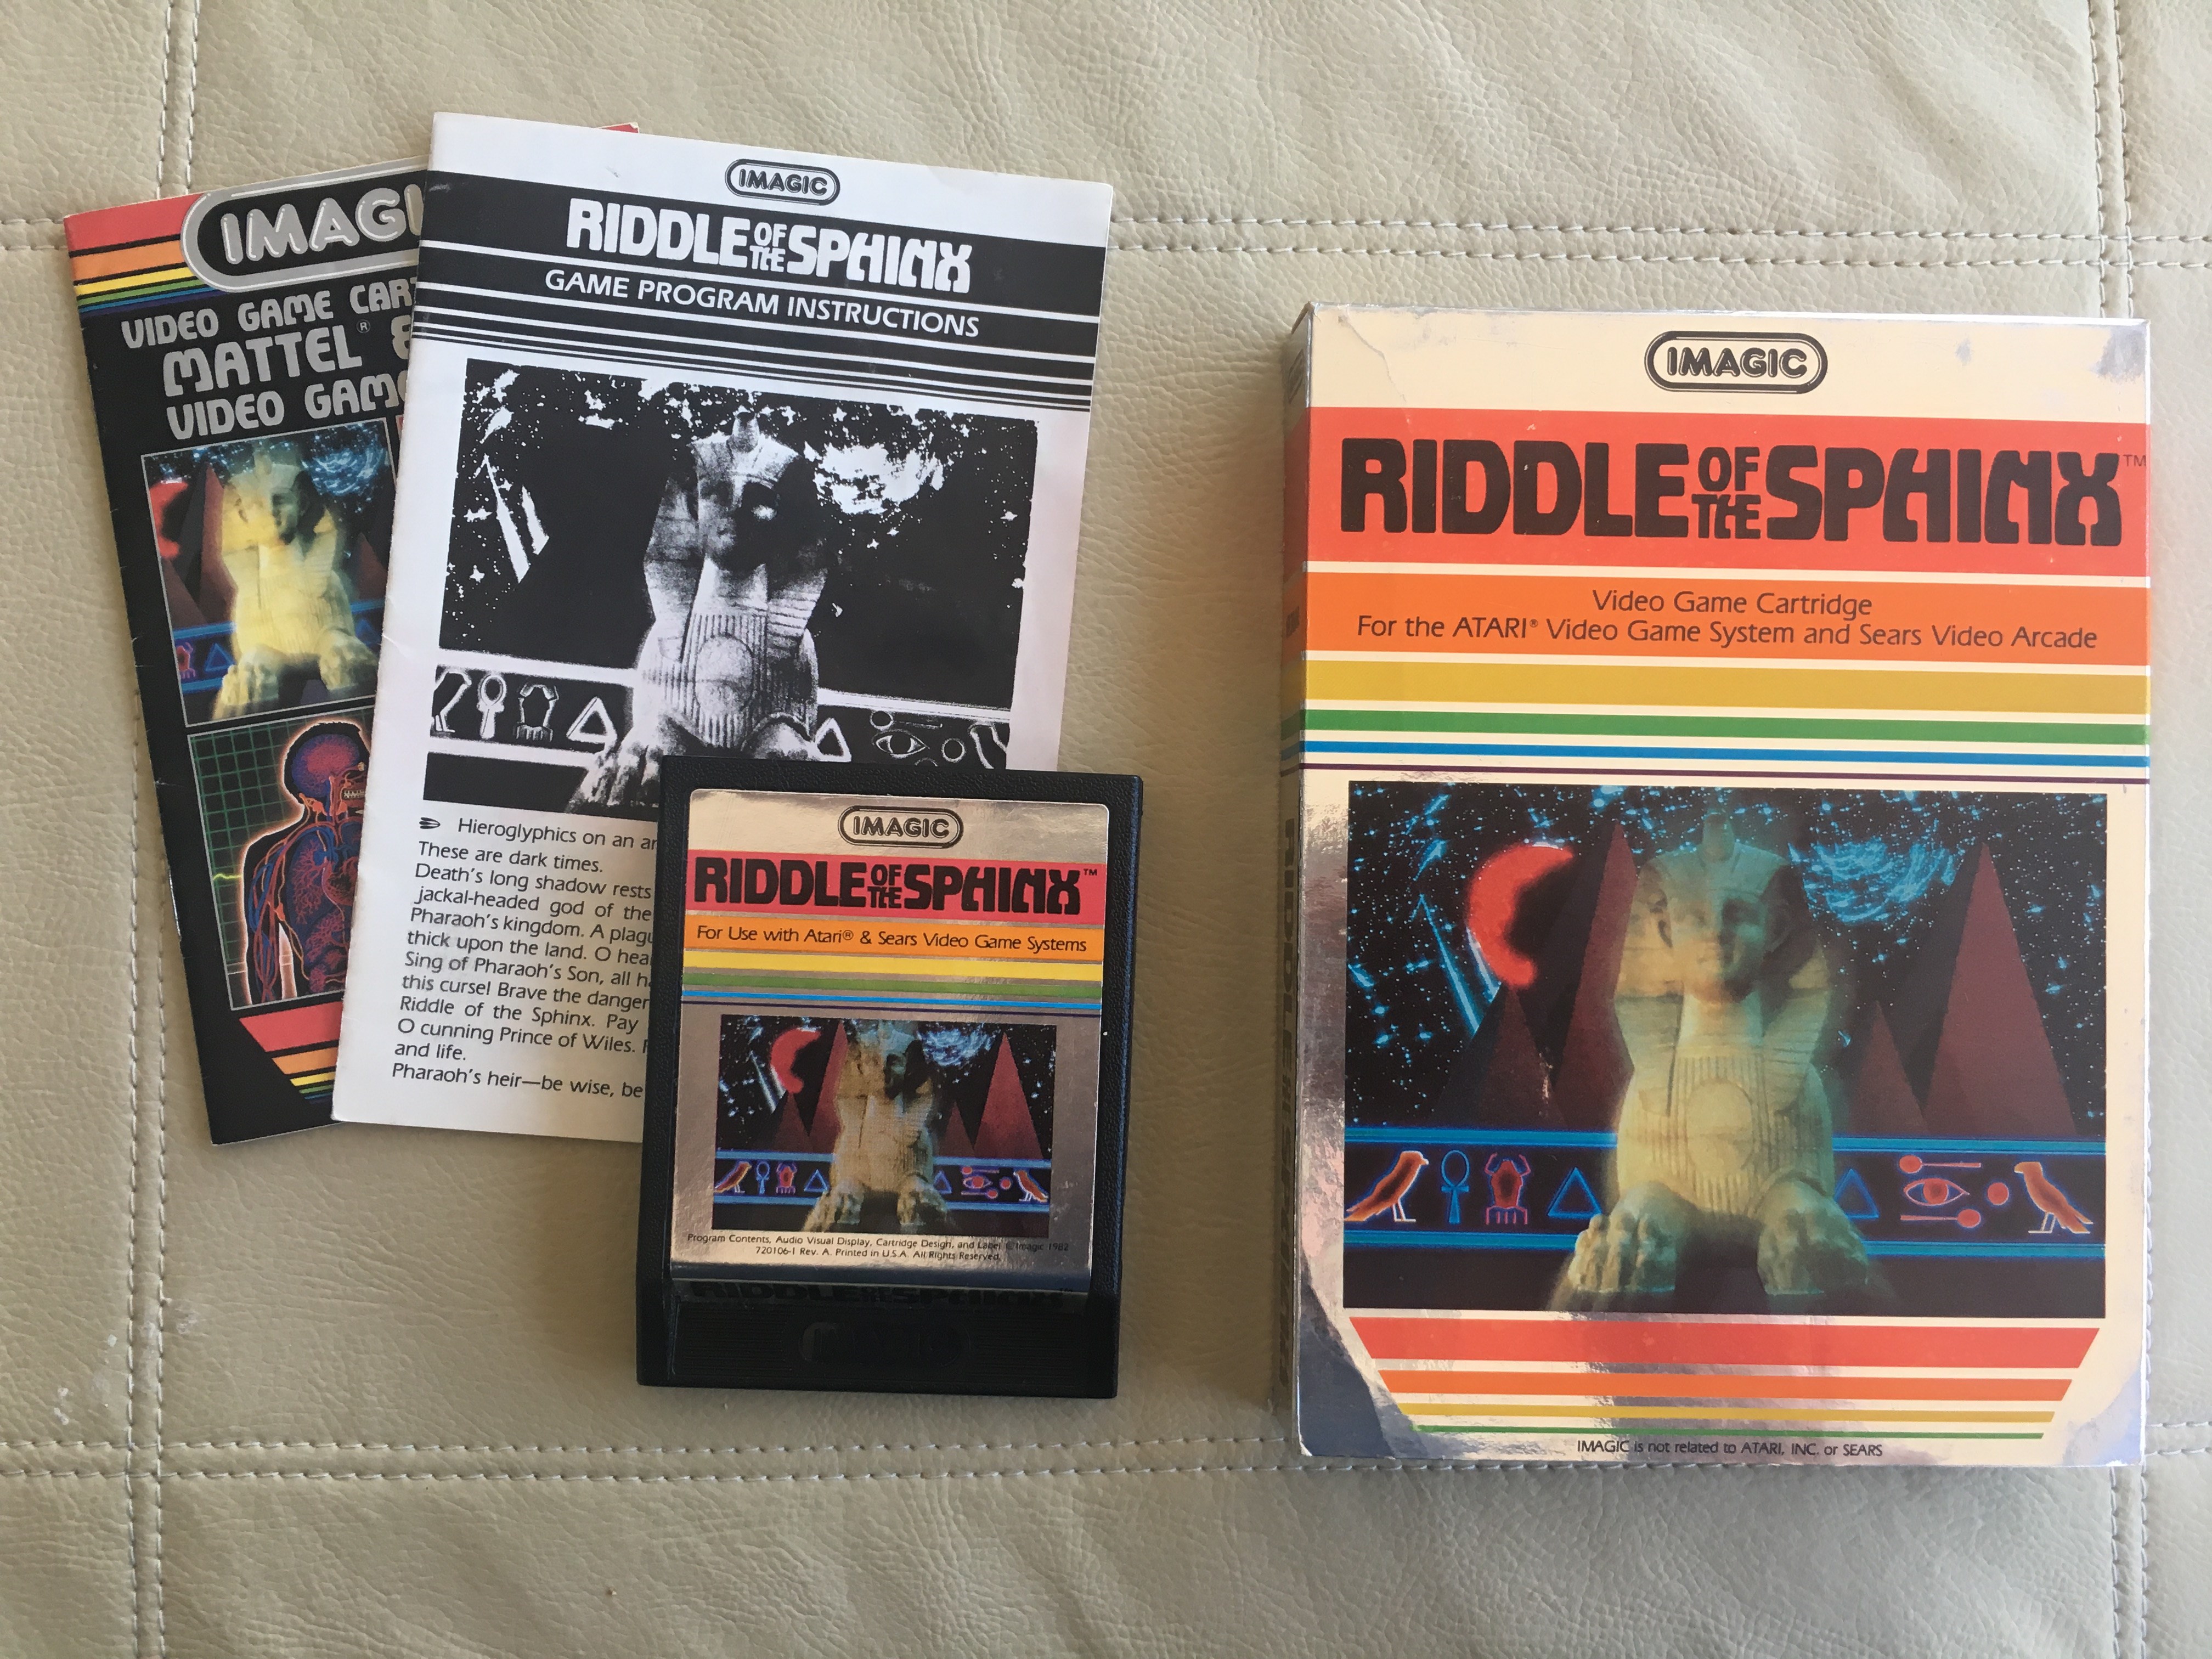 IMAGI
VIDEO GAME CAR
MATTEL® &
VIDEO GAM
IMAGIC
RIDDLE OF THE SPHINX
GAME PROGRAM INSTRUCTIONS
Hieroglyphics on an
These are dark times.
Death's long shadow rests
jackal-headed god of the
Pharaoh's kingdom. A
thick upon the land. O
Sing of Pharaoh's Son, all
this curse! Brave the danger
Riddle of the Sphinx. Pay
O cunning Prince of Wiles.
and life.
Pharaoh's heir—be wise, be
IMAGIC
RIDDLE OF THE SPHINX™
For Use with Atari® & Sears Video Game Systems
Program Contents, Audio Visual Display, Cartridge Design, and Label © Imagic 1982
720106-1 Rev. A. Printed in U.S.A. All Rights Reserved.
RIDDLE OF THE SPHINX
IMAGIC
RIDDLE OF THE SPHINX™
Video Game Cartridge
For the ATARI® Video Game System and Sears Video Arcade
IMAGIC is not related to ATARI, INC. or SEARS